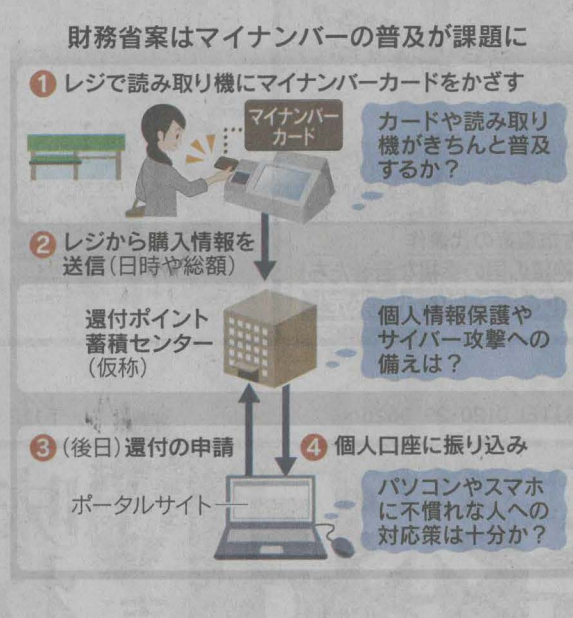 財務省案はマイナンバーの普及が課題に
1 レジで読み取り機にマイナンバーカードをかざす
マイナンバー
カード
カードや読み取り
機がきちんと普及
するか？
2 レジから購入情報を
送信(日時や総額)
還付ポイント
蓄積センター
(仮称)
個人情報保護や
サイバー攻撃への
備えは？
3 (後日)還付の申請
4 個人口座に振り込み
ポータルサイト
パソコンやスマホ
に不慣れな人への
対応策は十分か？